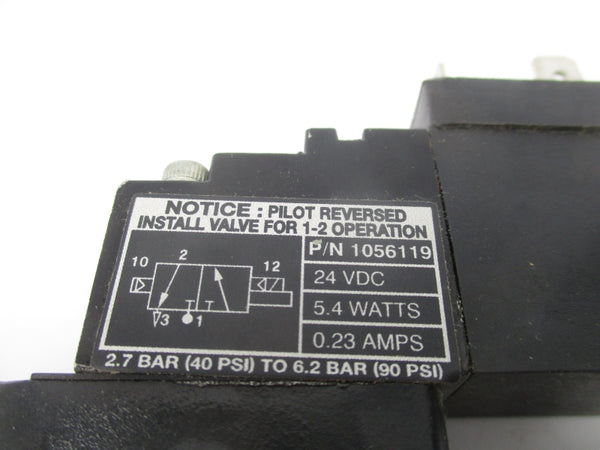 NOTICE : PILOT REVERSED
INSTALL VALVE FOR 1-2 OPERATION
P/N 1056119
2
10
12
24 VDC
5.4 WATTS
3
1
0.23 AMPS
2.7 BAR (40 PSI) TO 6.2 BAR (90 PSI)